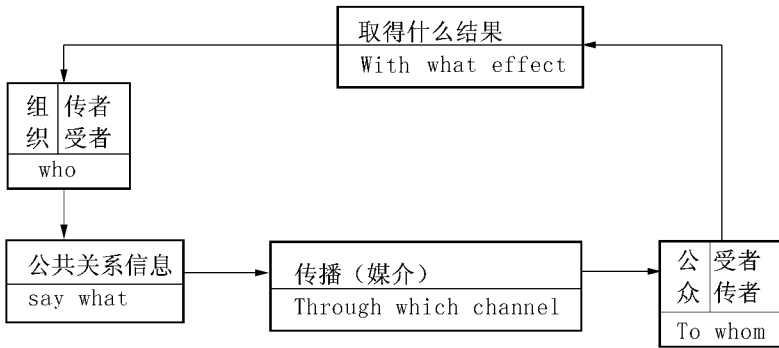 取得什么结果
With what effect
组 传者
织 受者
who
公共关系信息
say what
传播（媒介）
Through which channel
公 受者
众 传者
To whom